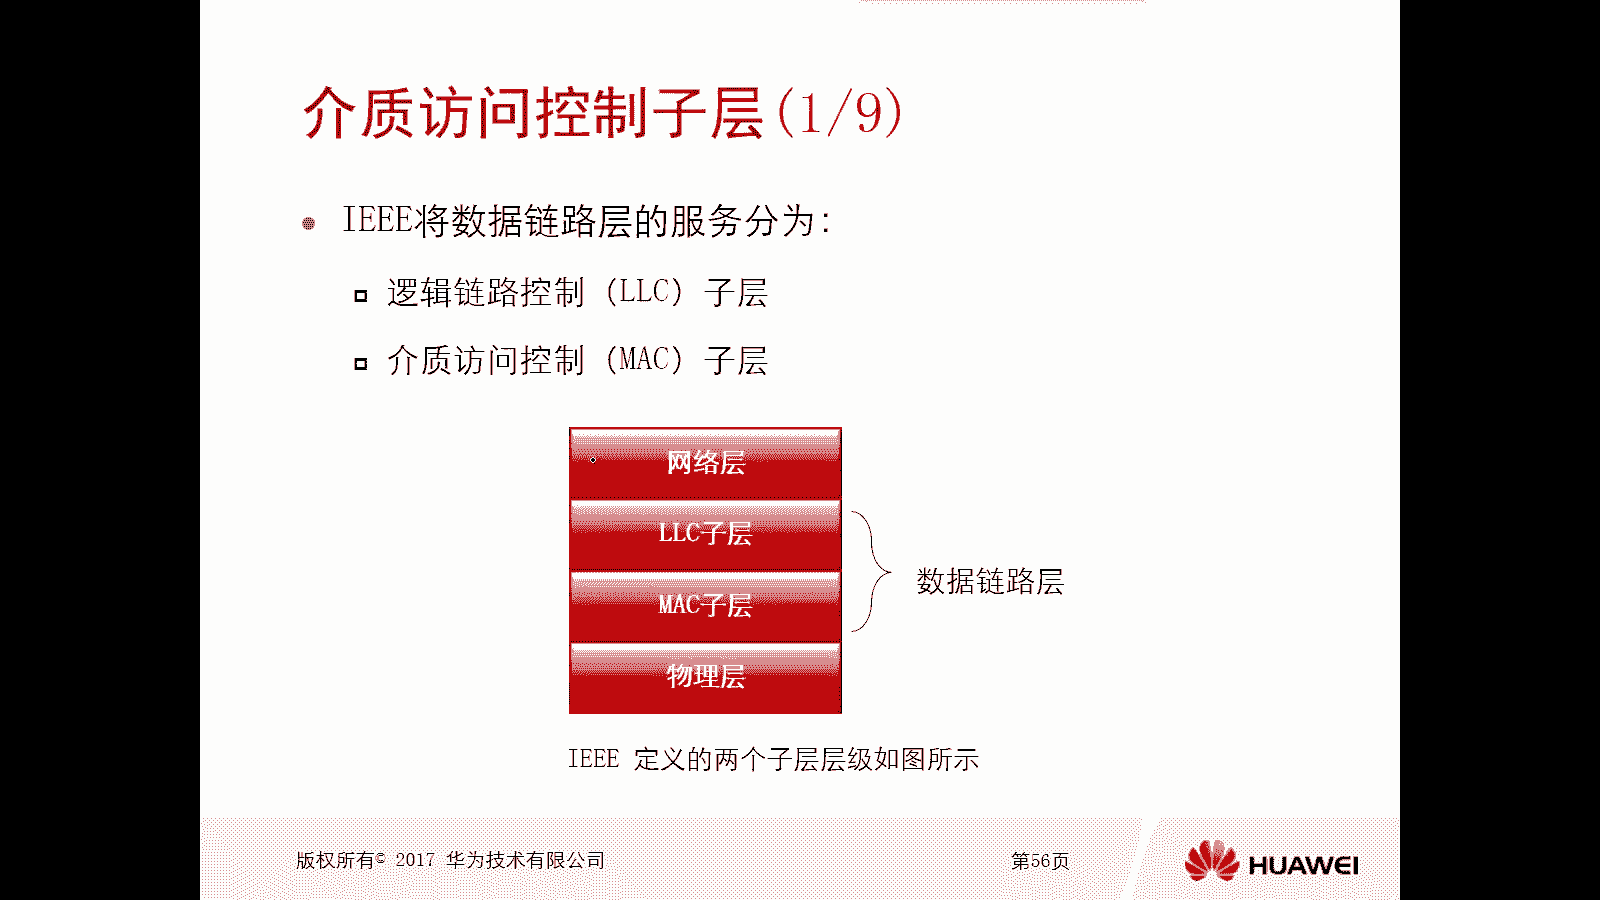 介质访问控制子层(1/9)
IEEE将数据链路层的服务分为:
逻辑链路控制（LLC）子层
介质访问控制（MAC）子层
网络层
LLC子层
MAC子层
物理层
数据链路层
IEEE 定义的两个子层层级如图所示
版权所有© 2017 华为技术有限公司
第56页
HUAWEI